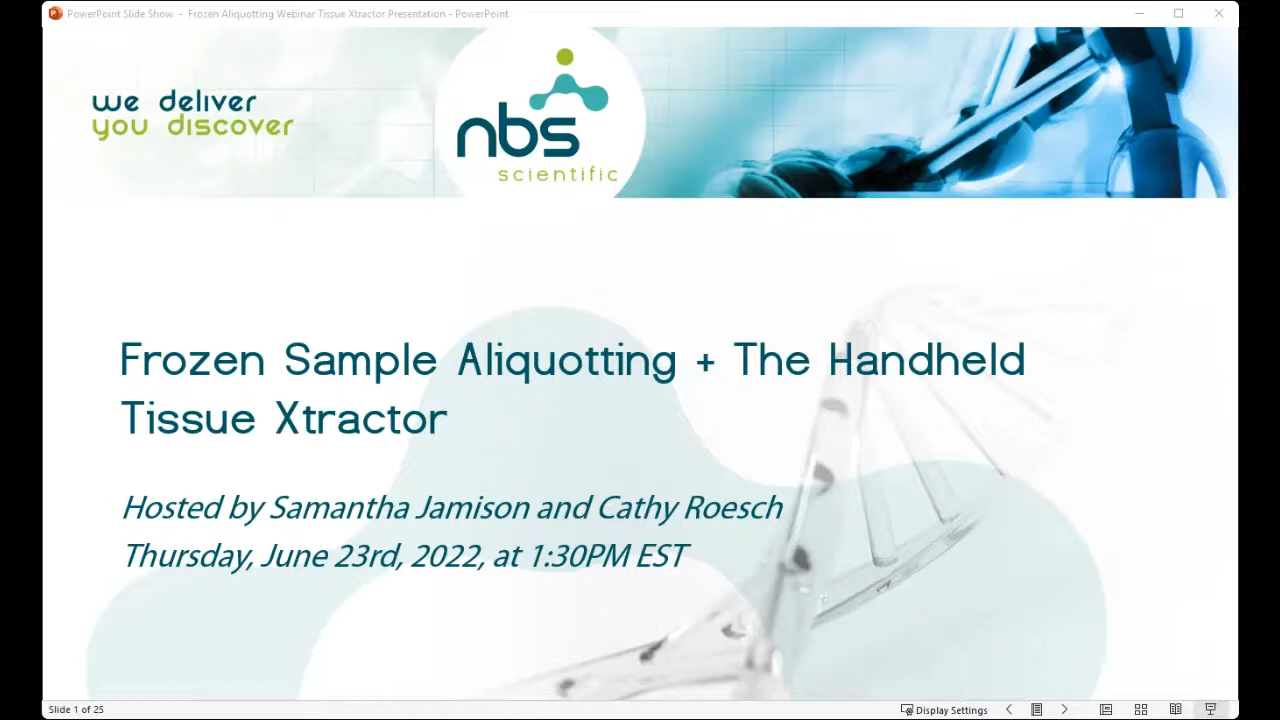 PowerPoint Slide Show - Frozen Aliquotting Webinar Tissue Xtractor Presentation - PowerPoint
we deliver
you discover
nbs
scientific
Frozen Sample Aliquotting + The Handheld
Tissue Xtractor
Hosted by Samantha Jamison and Cathy Roesch
Thursday, June 23rd, 2022, at 1:30PM EST
Slide 1 of 25
Display Settings